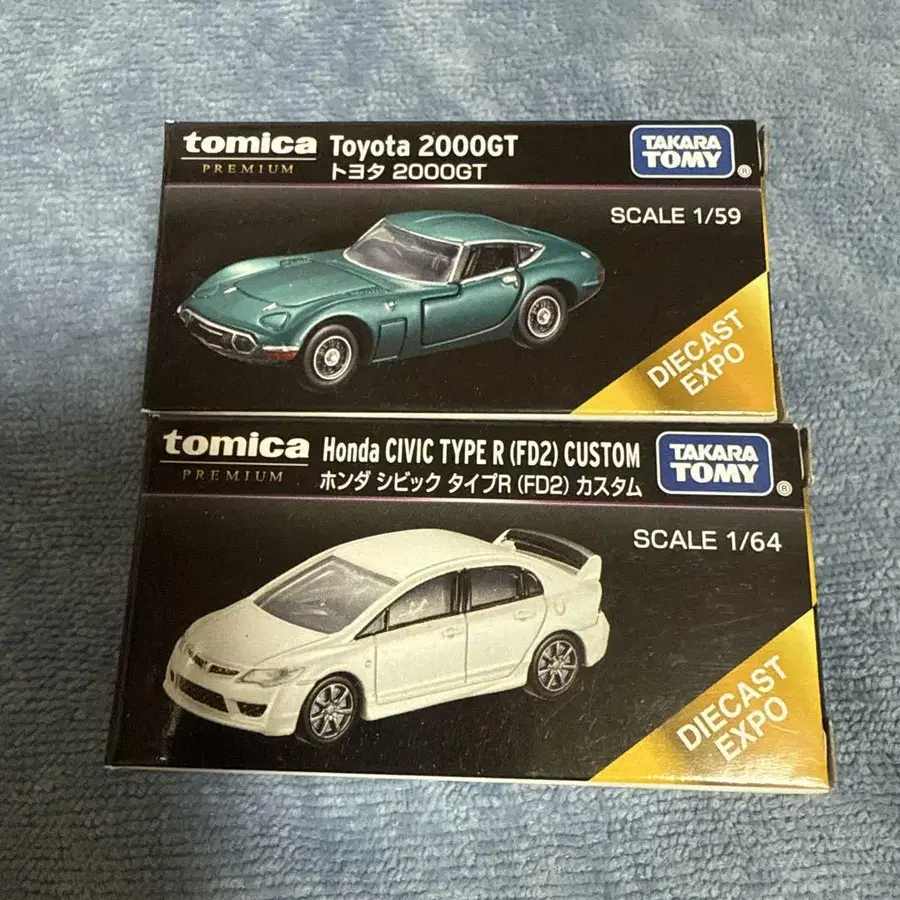 tomica
PREMIUM
Toyota 2000GT
トヨタ 2000GT
TAKARA
TOMY
®
SCALE 1/59
DIECAST
EXPO
tomica
PREMIUM
Honda CIVIC TYPE R (FD2) CUSTOM
ホンダ シビック タイプR (FD2) カスタム
TAKARA
TOMY
®
SCALE 1/64
DIECAST
EXPO